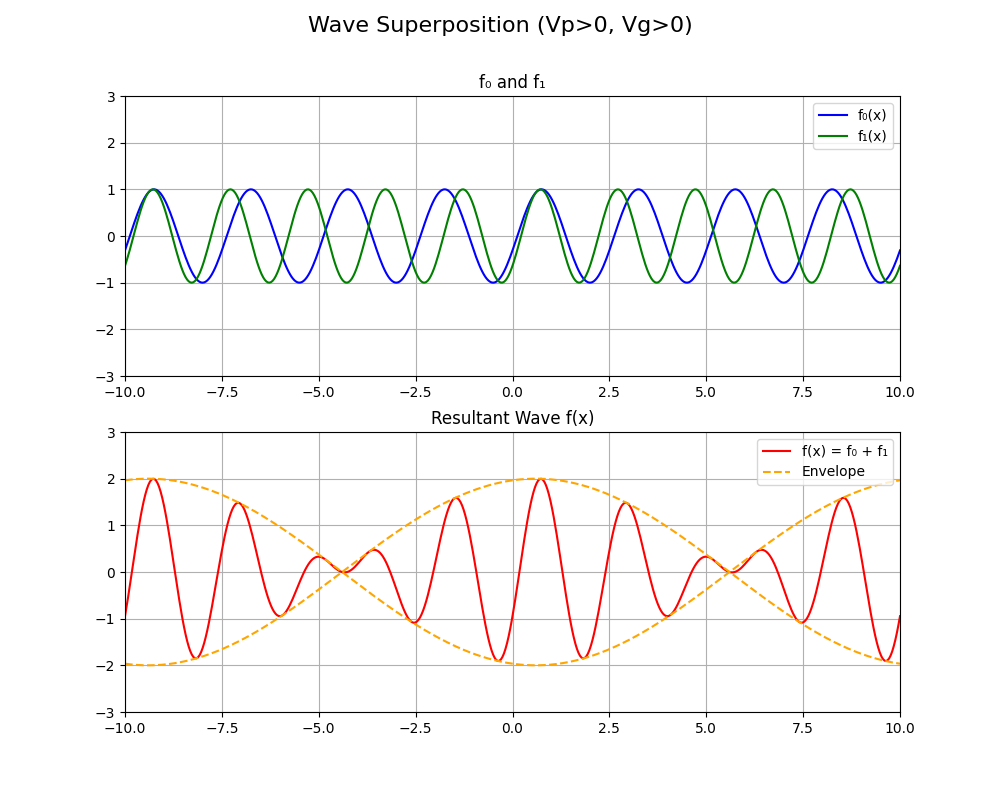 Wave Superposition (Vp>0, Vg>0)
f₀ and f₁
3
2
1
0
−1
−2
−3
f₀(x)
f₁(x)
−10.0 −7.5 −5.0 −2.5 0.0 2.5 5.0 7.5 10.0
Resultant Wave f(x)
3
2
1
0
−1
−2
−3
f(x) = f₀ + f₁
Envelope
−10.0 −7.5 −5.0 −2.5 0.0 2.5 5.0 7.5 10.0